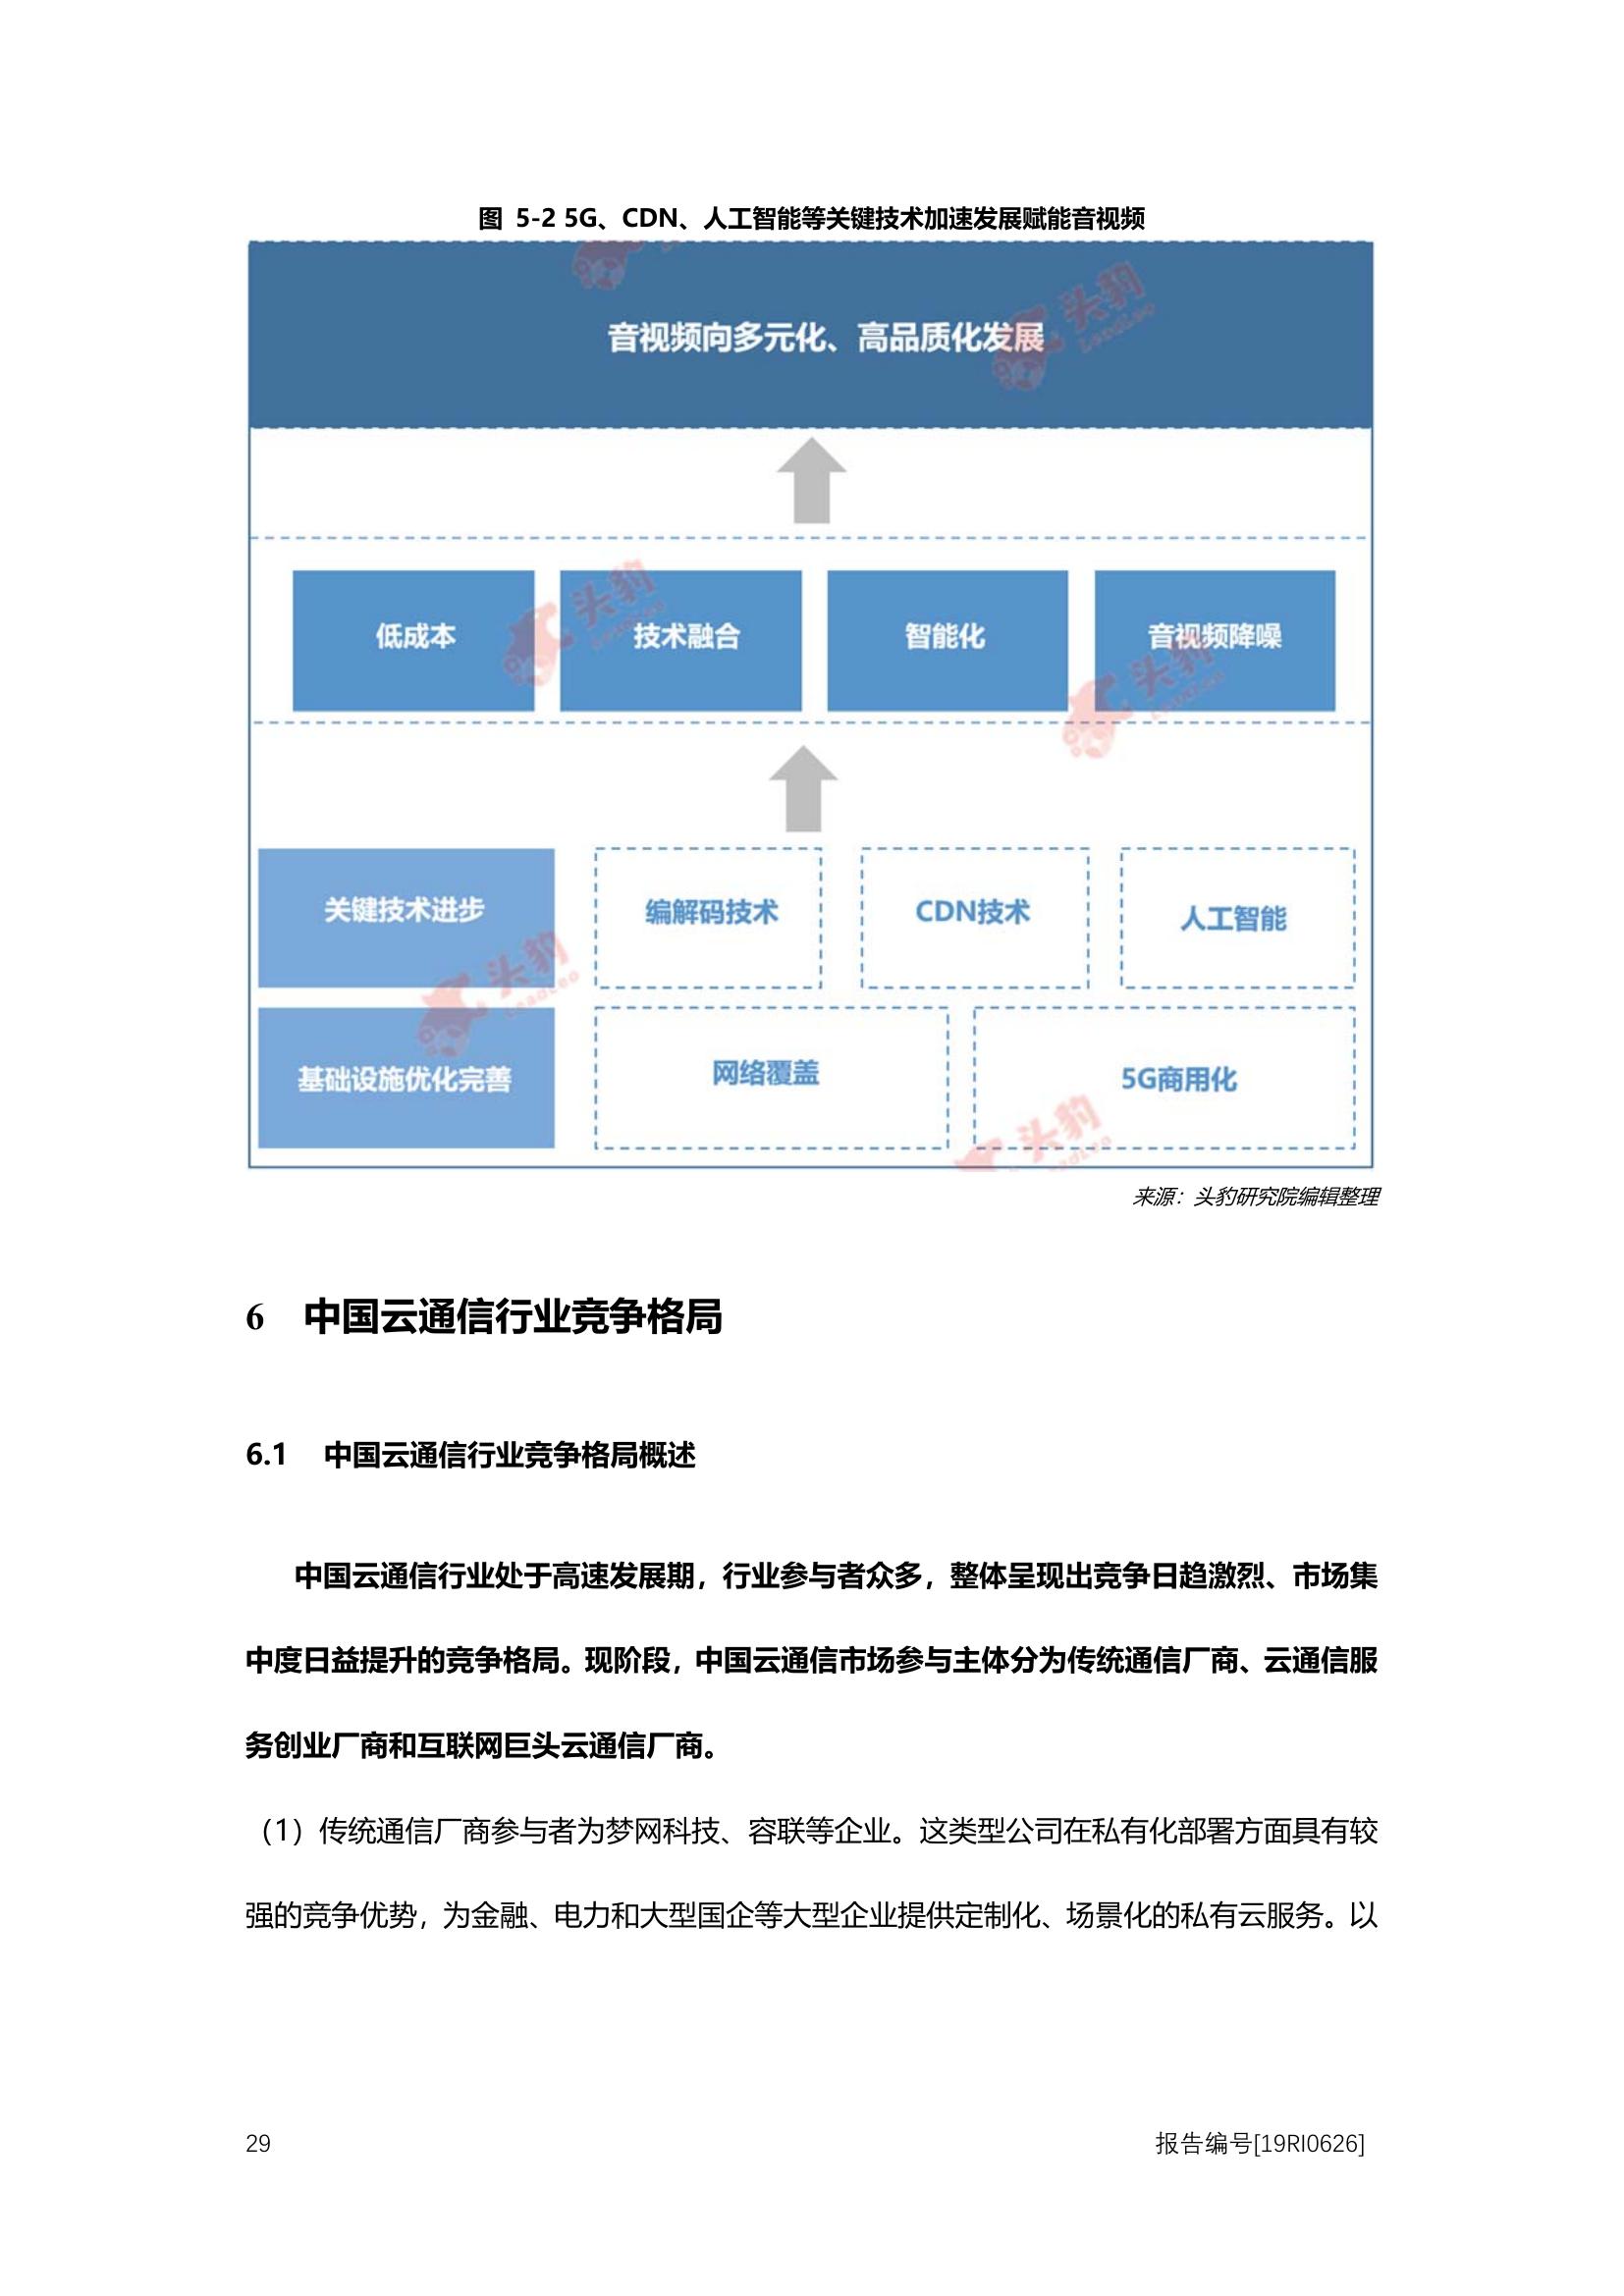 图 5-2 5G、CDN、人工智能等关键技术加速发展赋能音视频
音视频向多元化、高品质化发展
低成本
技术融合
智能化
音视频降噪
关键技术进步
编解码技术
CDN技术
人工智能
基础设施优化完善
网络覆盖
5G商用化
头豹
LeadLeo
来源：头豹研究院编辑整理
6 中国云通信行业竞争格局
6.1 中国云通信行业竞争格局概述
中国云通信行业处于高速发展期，行业参与者众多，整体呈现出竞争日趋激烈、市场集
中度日益提升的竞争格局。现阶段，中国云通信市场参与主体分为传统通信厂商、云通信服
务创业厂商和互联网巨头云通信厂商。
（1）传统通信厂商参与者为梦网科技、容联等企业。这类型公司在私有化部署方面具有较
强的竞争优势，为金融、电力和大型国企等大型企业提供定制化、场景化的私有云服务。以
29
报告编号[19RI0626]